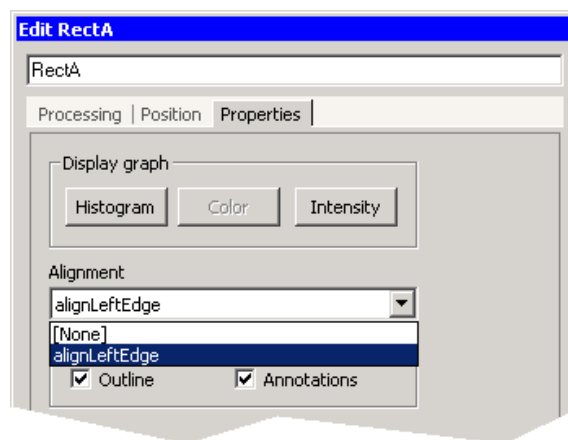 Edit RectA
RectA
Processing | Position Properties
Display graph
Histogram Color Intensity
Alignment
alignLeftEdge
[None]
alignLeftEdge
Outline Annotations